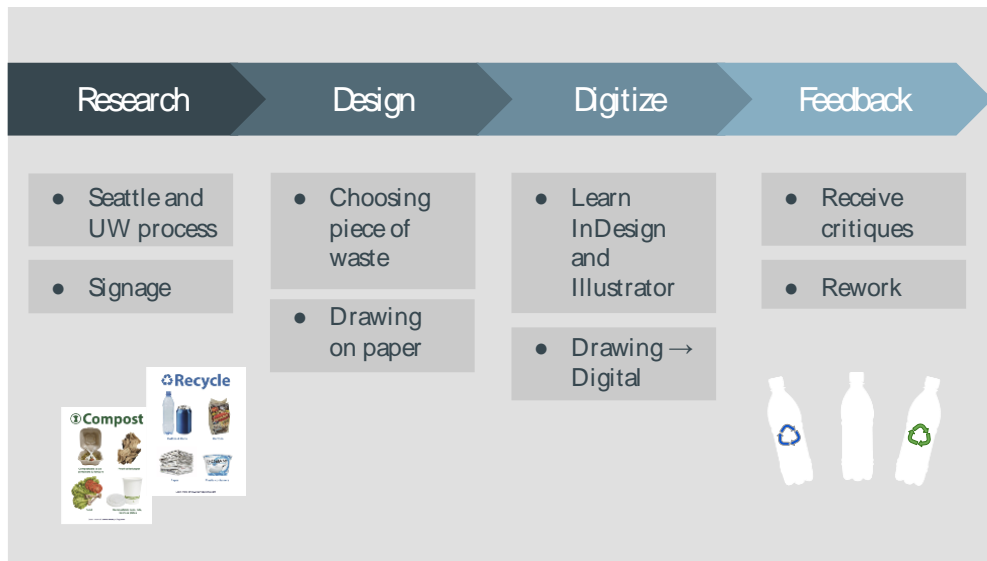 Research
Design
Digitize
Feedback
● Seattle and
UW process
● Signage
● Choosing
piece of
waste
● Drawing
on paper
● Learn
InDesign
and
Illustrator
● Drawing →
Digital
● Receive
critiques
● Rework
Recycle
Compost